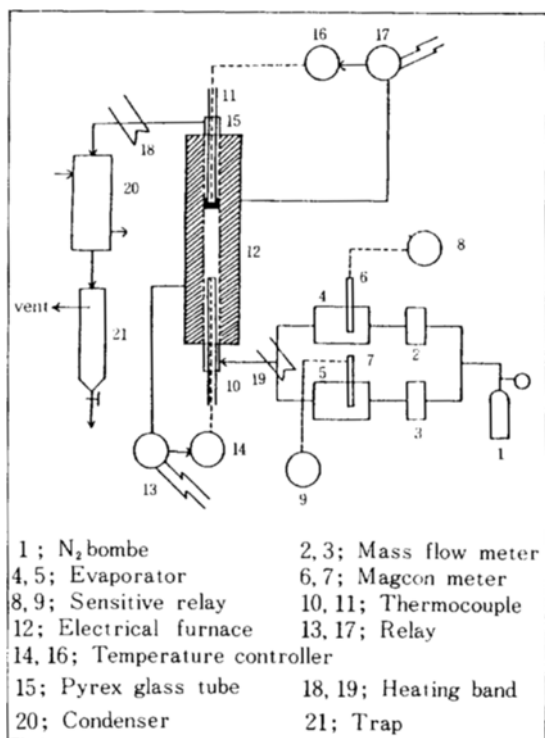 16
17
11
15
18
20
12
8
6
4
vent
21
2
7
19
5
10
3
14
1
13
9
1 ; N₂ bombe 2, 3; Mass flow meter
4, 5; Evaporator 6, 7; Magcon meter
8, 9; Sensitive relay 10, 11; Thermocouple
12; Electrical furnace 13, 17; Relay
14, 16; Temperature controller
15; Pyrex glass tube 18, 19; Heating band
20; Condenser 21; Trap